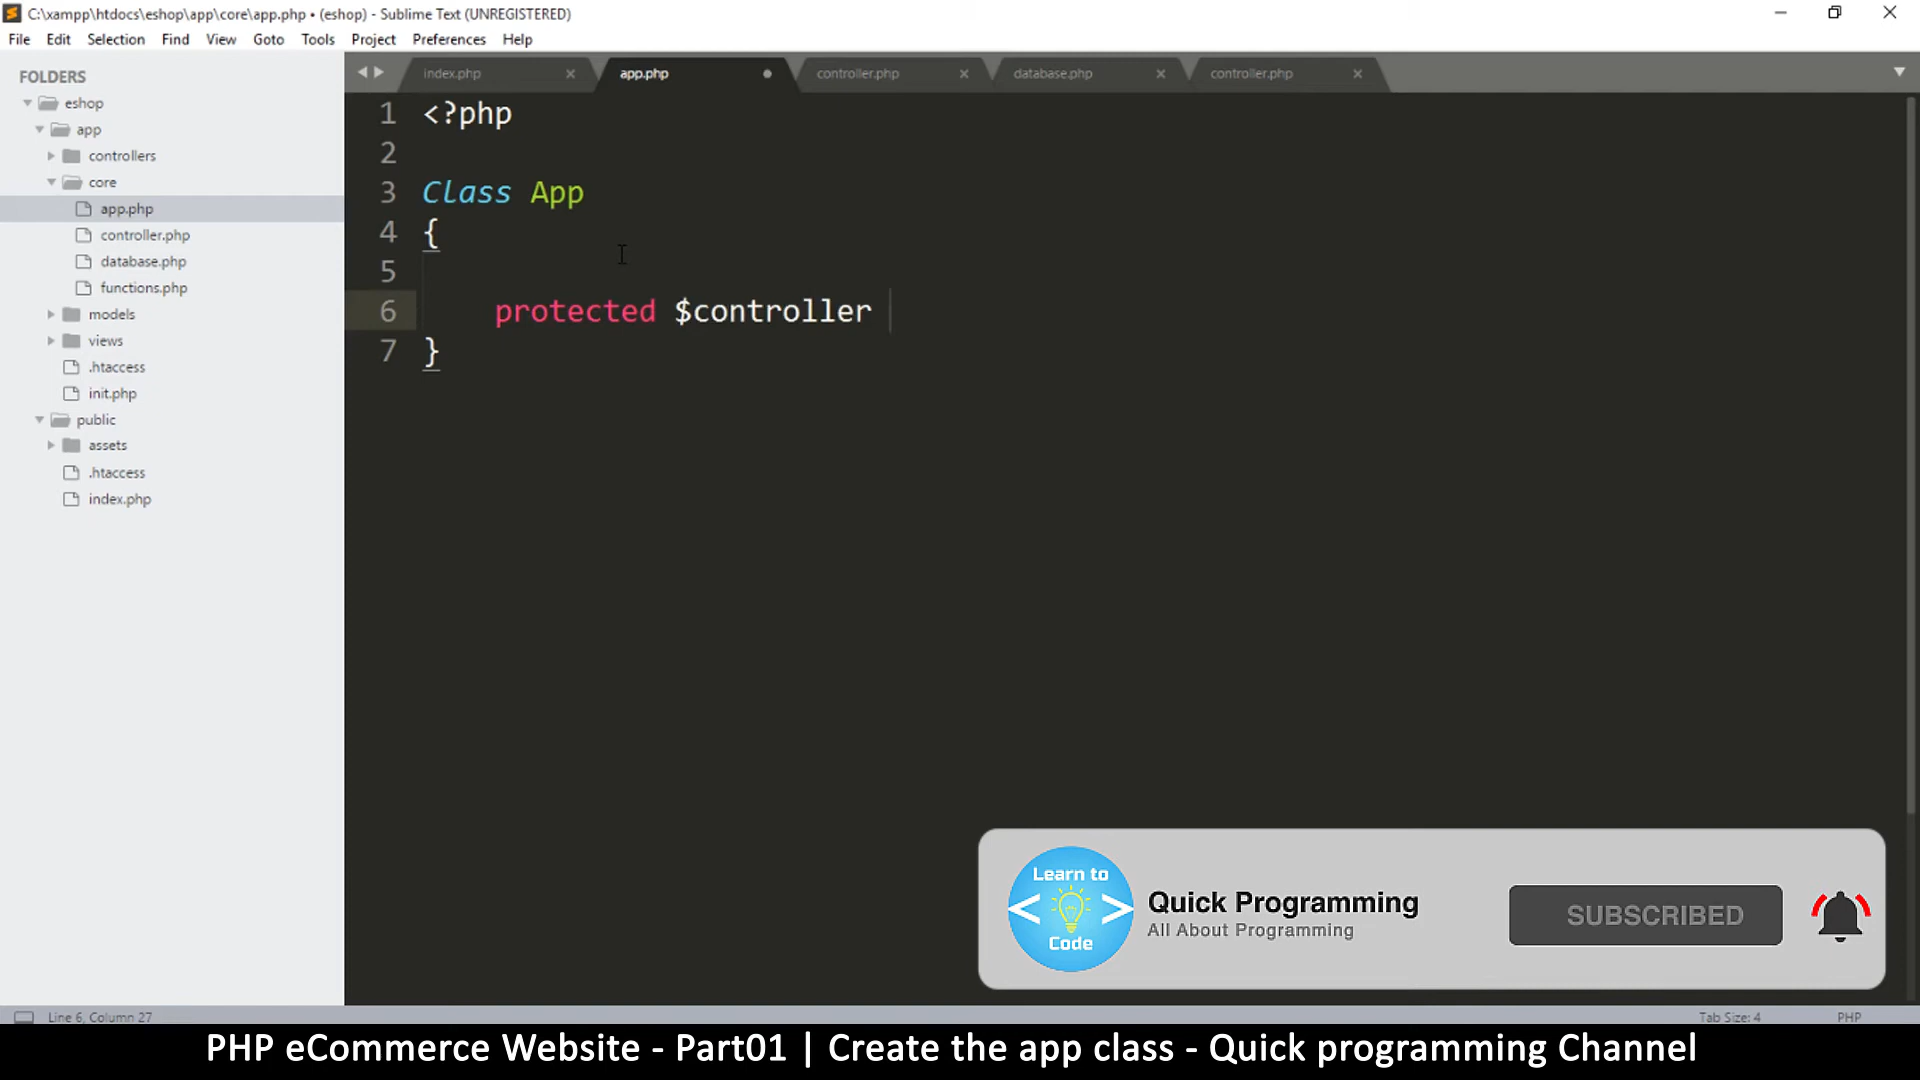 C:\xampp\htdocs\eshop\app\core\app.php • (eshop) - Sublime Text (UNREGISTERED)
File Edit Selection Find View Goto Tools Project Preferences Help
FOLDERS
eshop
app
controllers
core
app.php
controller.php
database.php
functions.php
models
views
.htaccess
init.php
public
assets
.htaccess
index.php
index.php app.php controller.php database.php controller.php
1 <?php
2
3 Class App
4 {
5
6 protected $controller
7 }
Learn to
< >
Code
Quick Programming
All About Programming
SUBSCRIBED
Line 6, Column 27 Tab Size: 4 PHP
PHP eCommerce Website - Part01 | Create the app class - Quick programming Channel